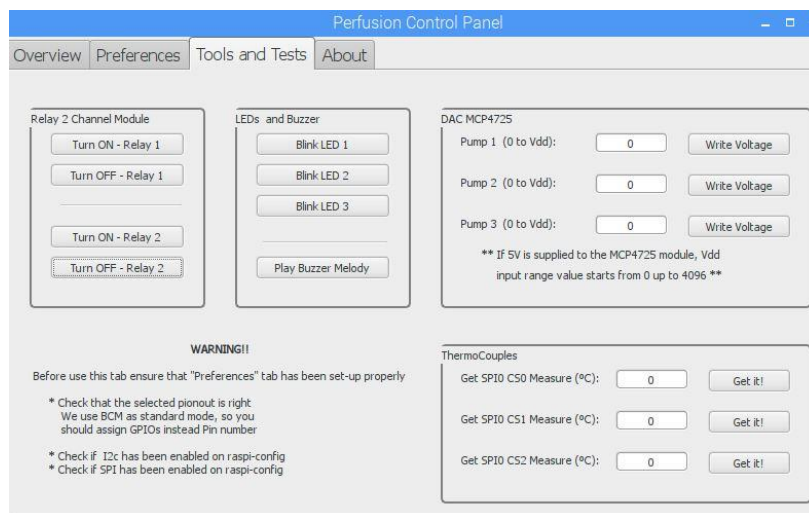 Perfusion Control Panel
Overview
Preferences
Tools and Tests
About
Relay 2 Channel Module
Turn ON - Relay 1
Turn OFF - Relay 1
Turn ON - Relay 2
Turn OFF - Relay 2
LEDs and Buzzer
Blink LED 1
Blink LED 2
Blink LED 3
Play Buzzer Melody
DAC MCP4725
Pump 1 (0 to Vdd): 0 Write Voltage
Pump 2 (0 to Vdd): 0 Write Voltage
Pump 3 (0 to Vdd): 0 Write Voltage
** If 5V is supplied to the MCP4725 module, Vdd
input range value starts from 0 up to 4096 **
WARNING!!
Before use this tab ensure that "Preferences" tab has been set-up properly
* Check that the selected pionout is right
We use BCM as standard mode, so you
should assign GPIOs instead Pin number
* Check if I2c has been enabled on raspi-config
* Check if SPI has been enabled on raspi-config
ThermoCouples
Get SPI0 CS0 Measure (ºC): 0 Get it!
Get SPI0 CS1 Measure (ºC): 0 Get it!
Get SPI0 CS2 Measure (ºC): 0 Get it!